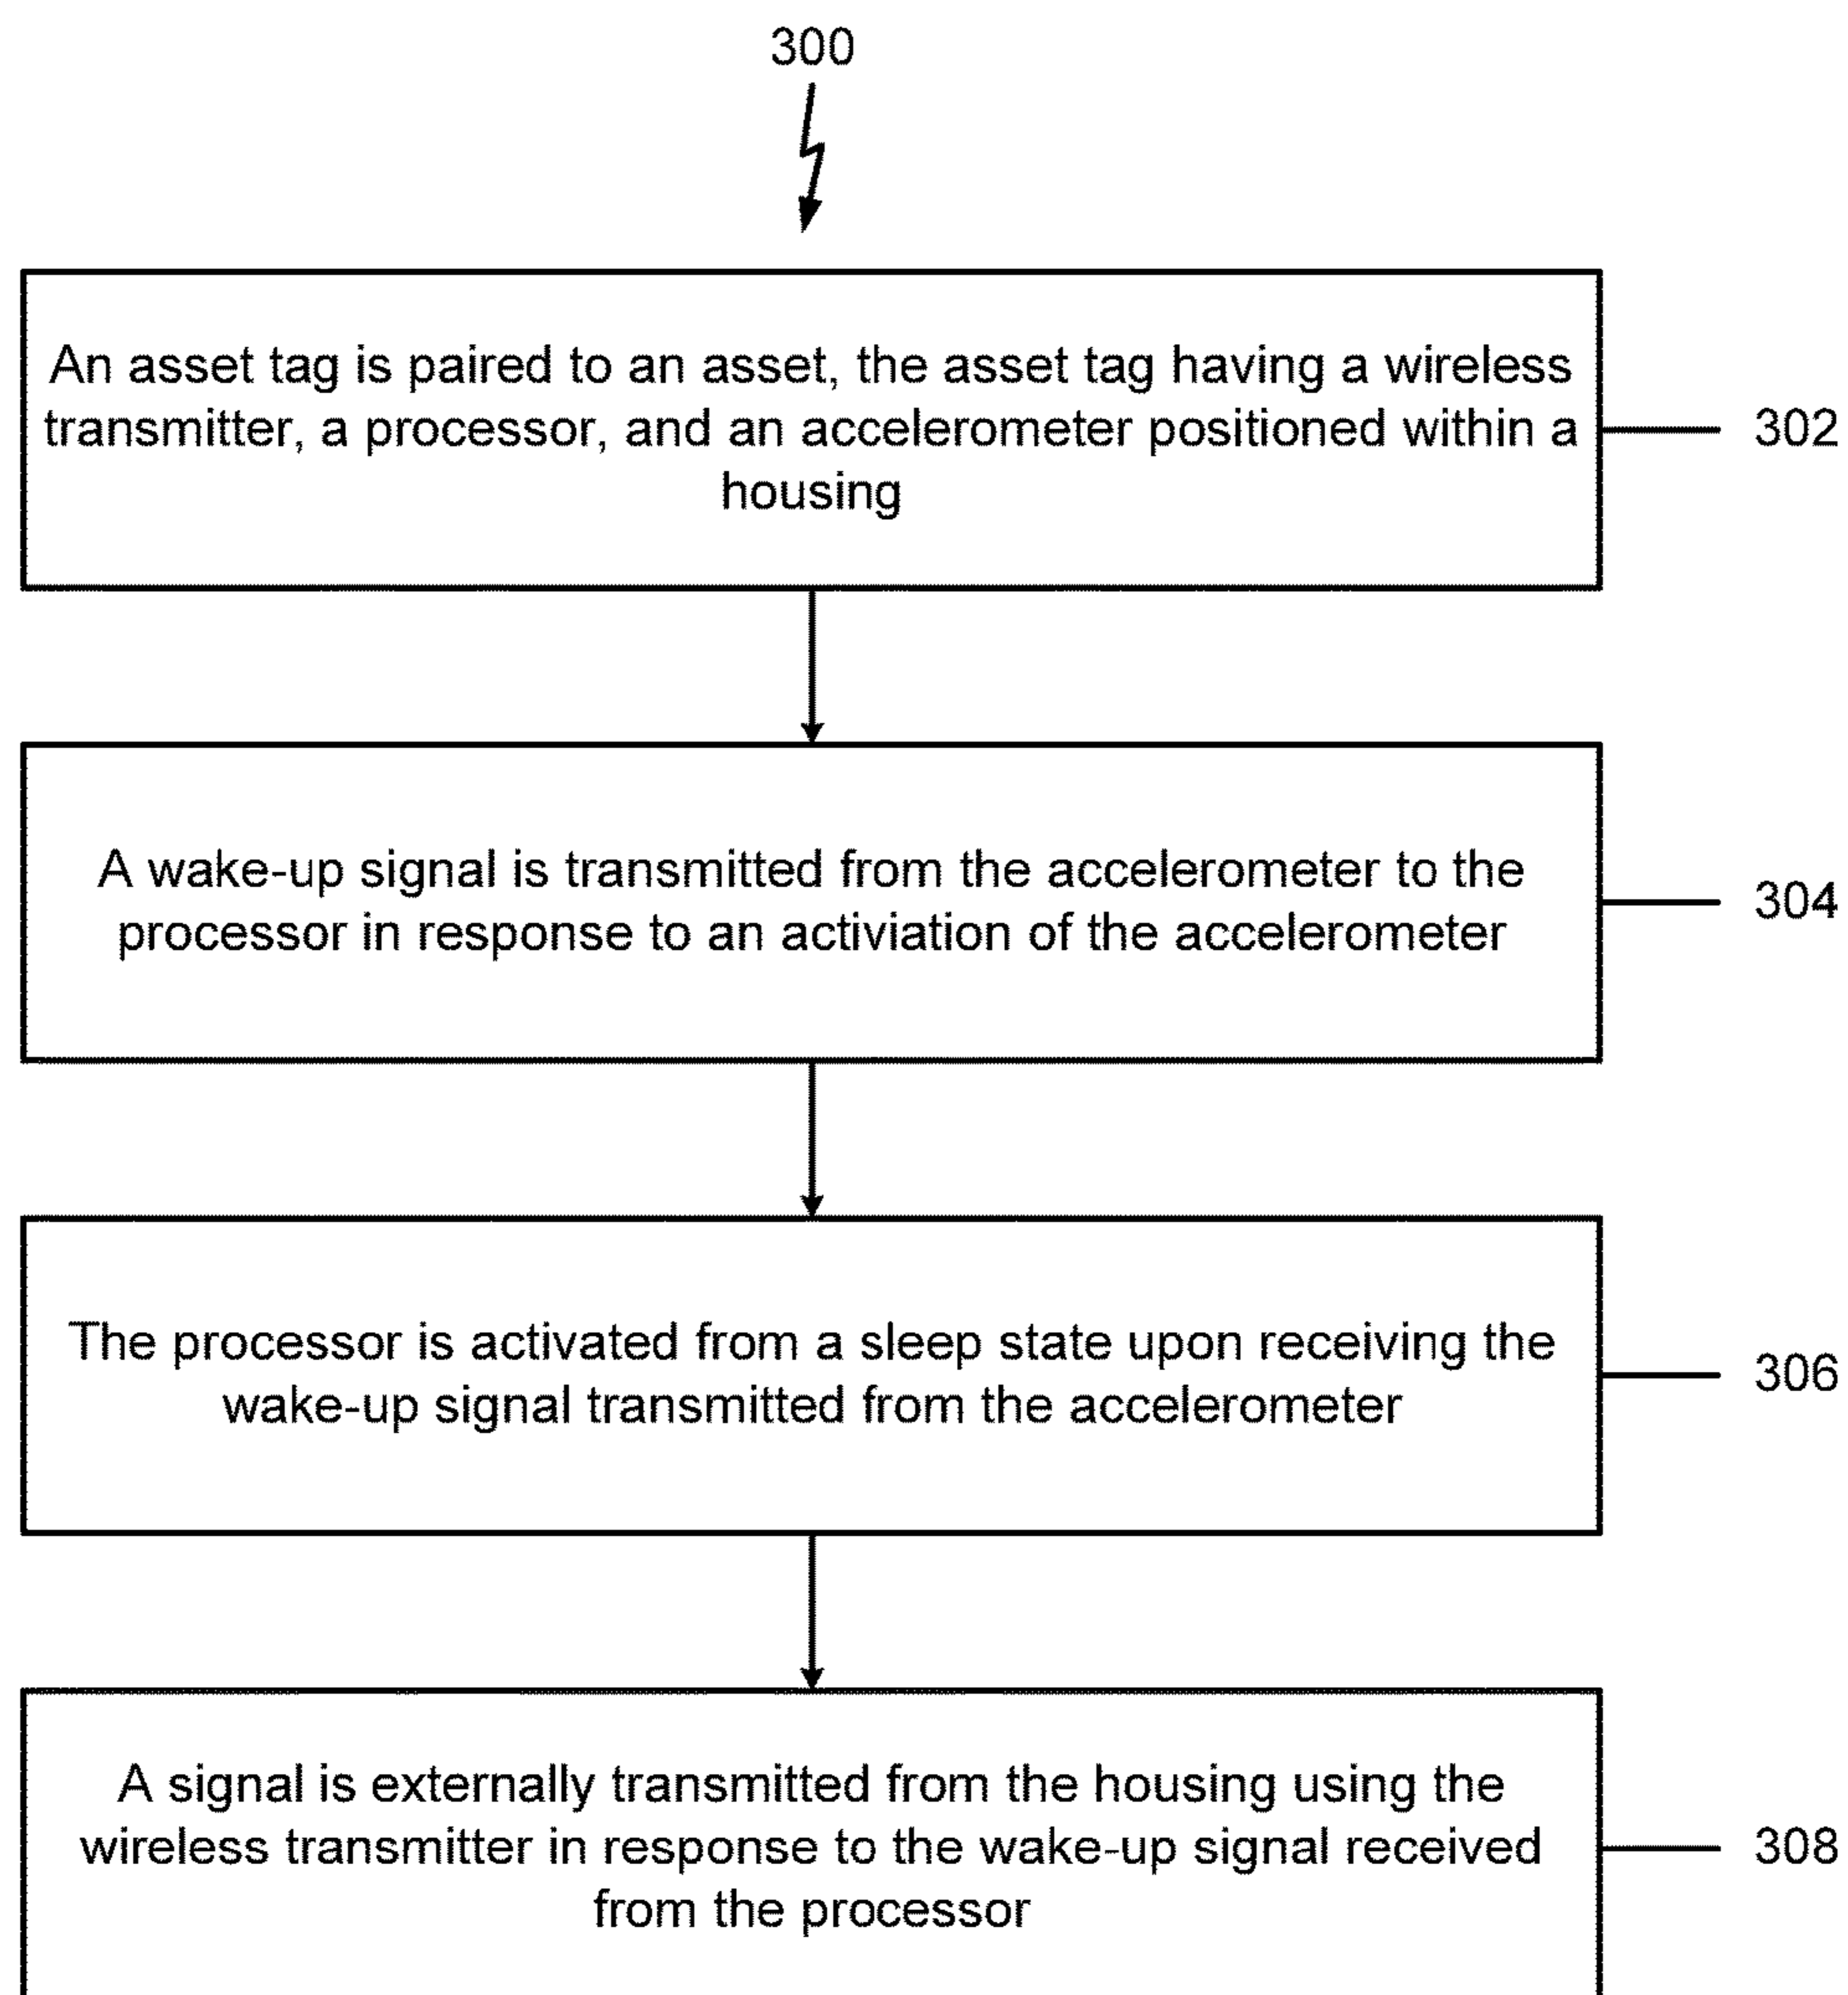 300
An asset tag is paired to an asset, the asset tag having a wireless
transmitter, a processor, and an accelerometer positioned within a
housing
302
A wake-up signal is transmitted from the accelerometer to the
processor in response to an activiation of the accelerometer
304
The processor is activated from a sleep state upon receiving the
wake-up signal transmitted from the accelerometer
306
A signal is externally transmitted from the housing using the
wireless transmitter in response to the wake-up signal received
from the processor
308